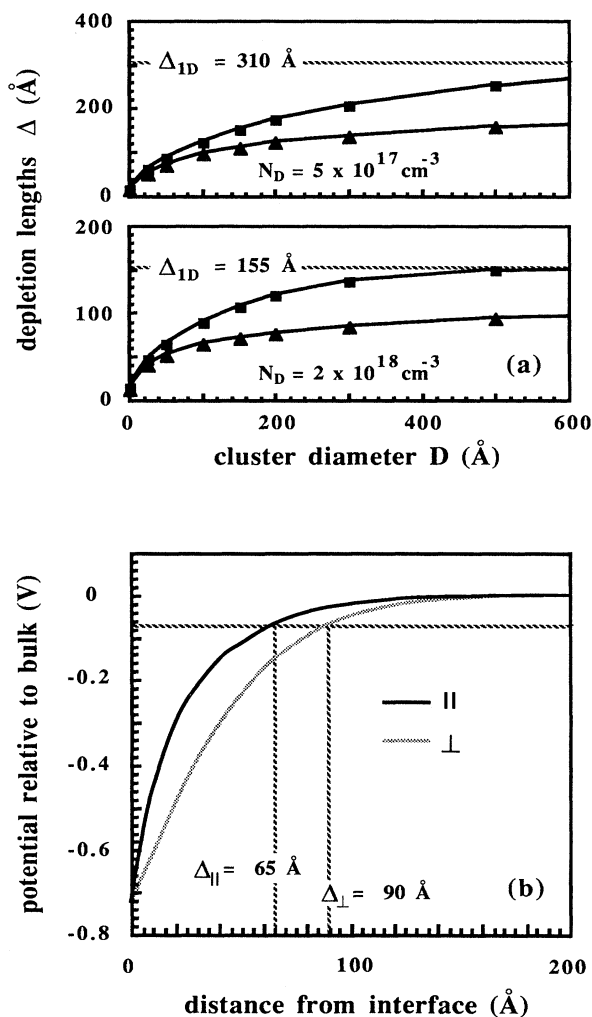 400
Δ1D = 310 Å
200
ND = 5 x 10^17 cm^-3
0
200
Δ1D = 155 Å
100
ND = 2 x 10^18 cm^-3
(a)
0
0 200 400 600
cluster diameter D (Å)
depletion lengths Δ (Å)
0
-0.2
-0.4
-0.6
-0.8
||
⊥
Δ|| = 65 Å
Δ⊥ = 90 Å
(b)
0 100 200
distance from interface (Å)
potential relative to bulk (V)